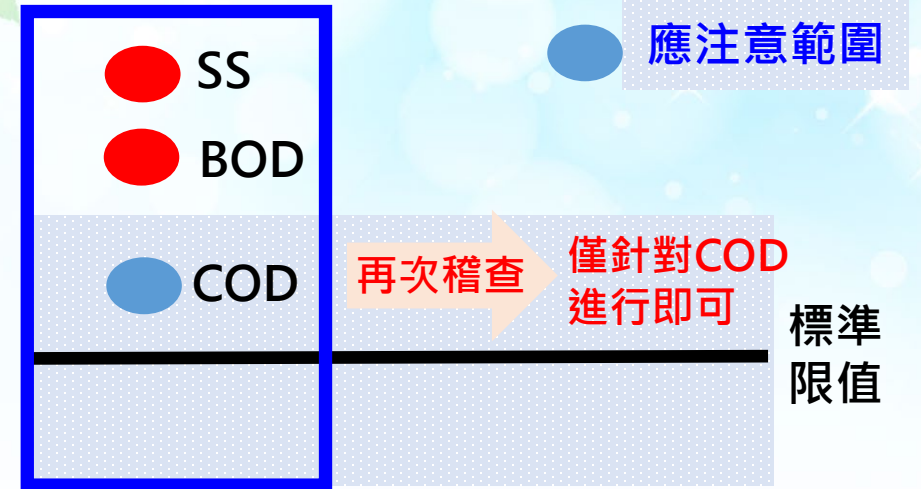 應注意範圍
SS
BOD
COD
再次稽查
僅針對COD
進行即可
標準
限值